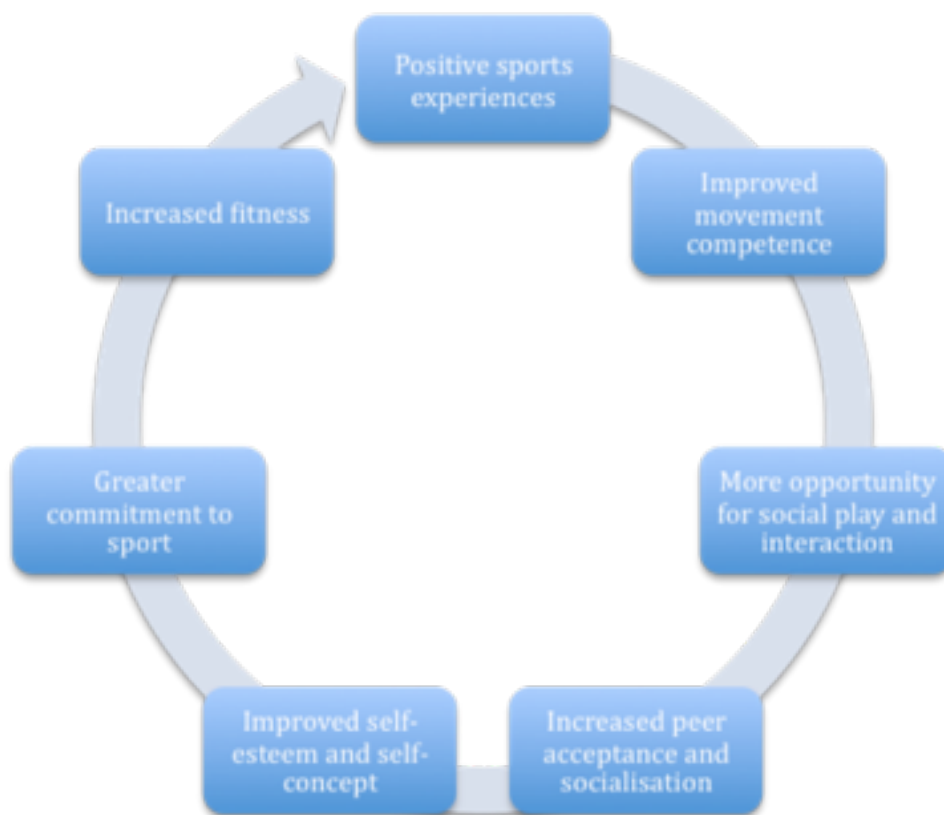 Positive sports
experiences
Improved
movement
competence
More opportunity
for social play and
interaction
Increased peer
acceptance and
socialisation
Improved self-
esteem and self-
concept
Greater
commitment to
sport
Increased fitness